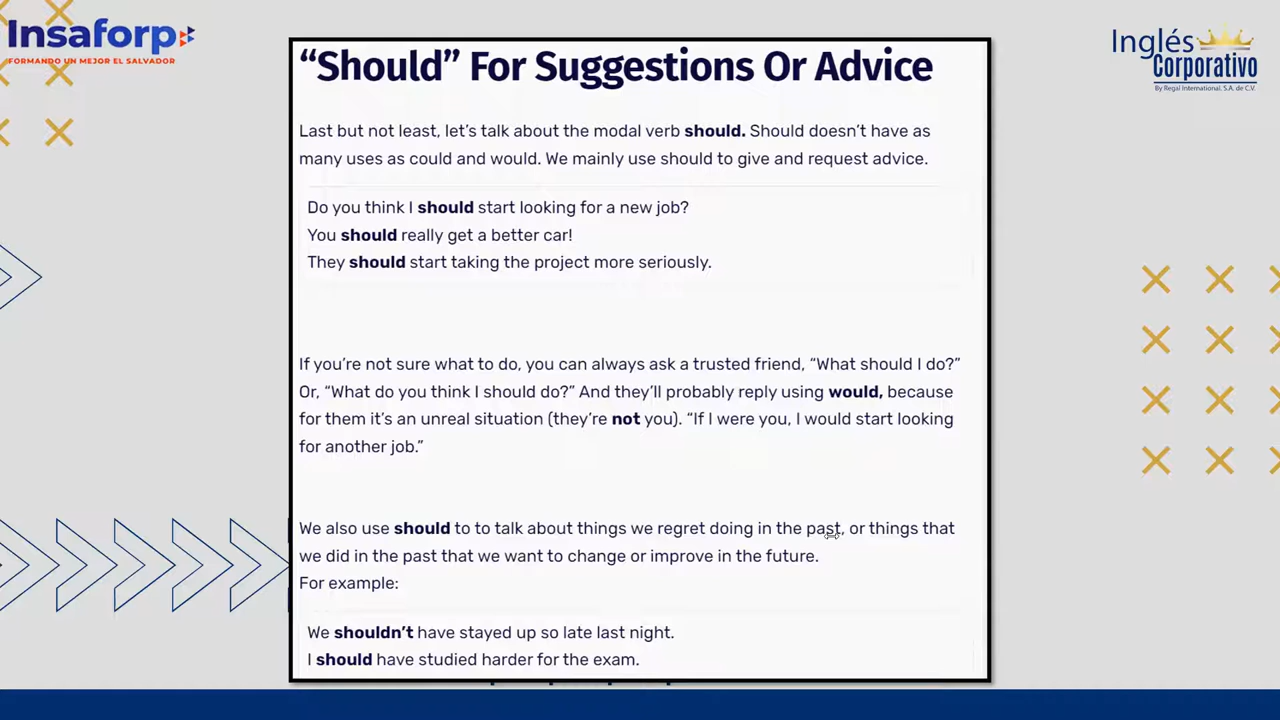 Insaforp
FORMANDO UN MEJOR EL SALVADOR
Inglés
Corporativo
By Regal International, S.A. de C.V.
“Should” For Suggestions Or Advice
Last but not least, let’s talk about the modal verb should. Should doesn’t have as
many uses as could and would. We mainly use should to give and request advice.
Do you think I should start looking for a new job?
You should really get a better car!
They should start taking the project more seriously.
If you’re not sure what to do, you can always ask a trusted friend, “What should I do?”
Or, “What do you think I should do?” And they’ll probably reply using would, because
for them it’s an unreal situation (they’re not you). “If I were you, I would start looking
for another job.”
We also use should to to talk about things we regret doing in the past, or things that
we did in the past that we want to change or improve in the future.
For example:
We shouldn’t have stayed up so late last night.
I should have studied harder for the exam.